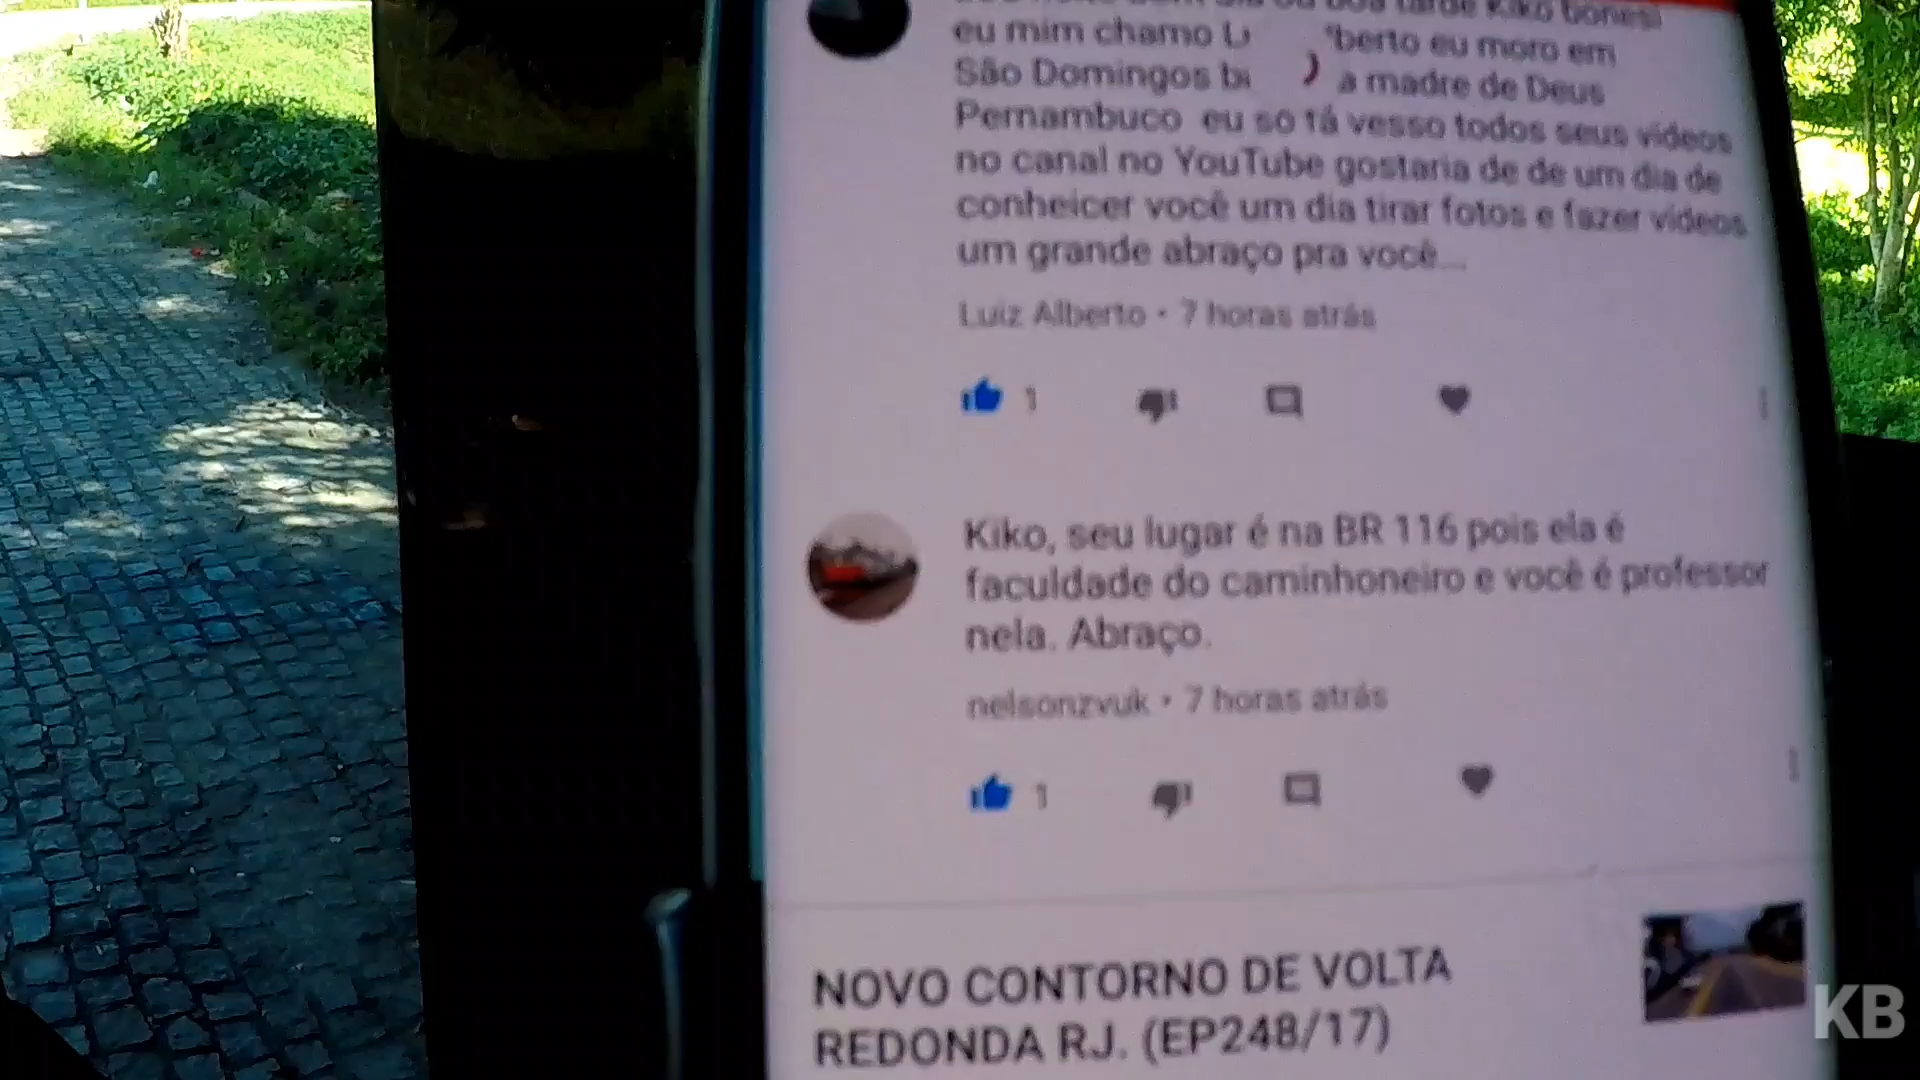 boa tarde Kiko bonesi
eu mim chamo berto eu moro em
São Domingos a madre de Deus
Pernambuco eu so tá vesso todos seus vídeos
no canal no YouTube gostaria de de um dia de
conheicer você um dia tirar fotos e fazer vídeos
um grande abraço pra você...
Luiz Alberto • 7 horas atrás
1
Kiko, seu lugar é na BR 116 pois ela é
faculdade do caminhoneiro e você é professor
nela. Abraço.
nelsonzvuk • 7 horas atrás
1
NOVO CONTORNO DE VOLTA
REDONDA RJ. (EP248/17)
KB